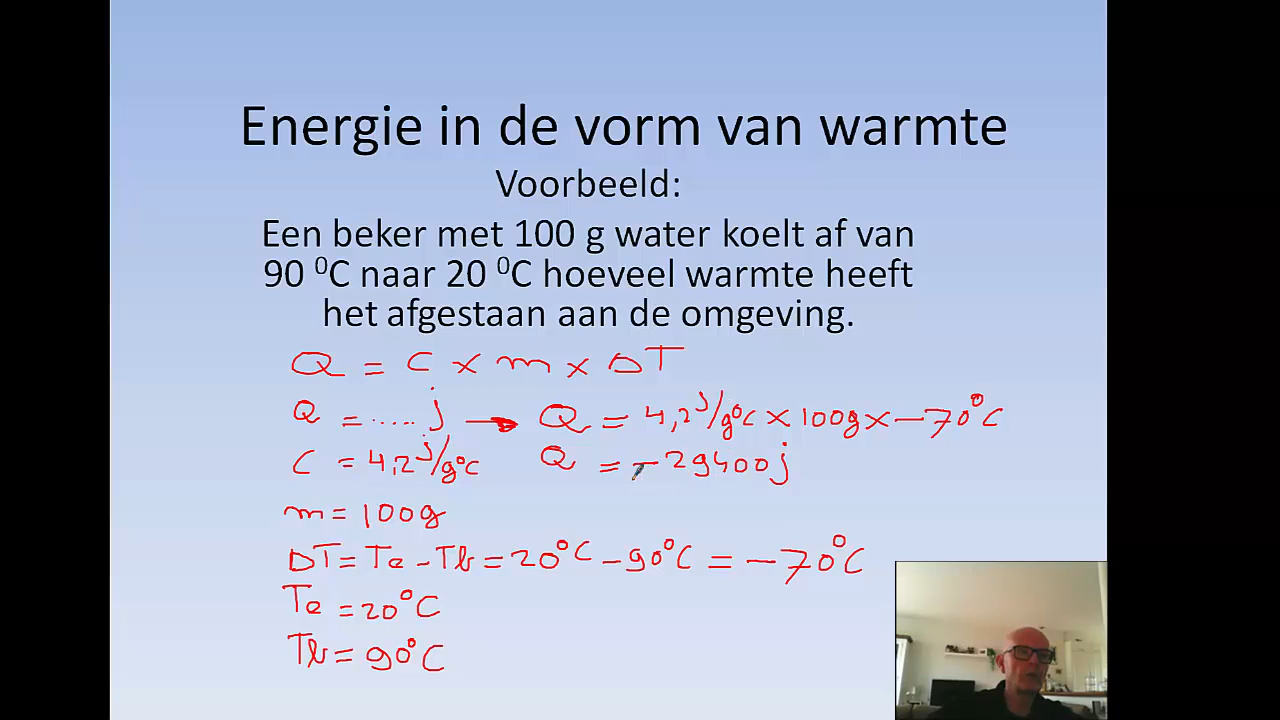 Energie in de vorm van warmte
Voorbeeld:
Een beker met 100 g water koelt af van
90 ⁰C naar 20 ⁰C hoeveel warmte heeft
het afgestaan aan de omgeving.
Q = C x m x ΔT
Q = ..... j → Q = 4,2 j/g°C x 100g x -70°C
C = 4,2 j/g°C Q = -29400j
m = 100g
ΔT = Te - Tb = 20°C - 90°C = -70°C
Te = 20°C
Tb = 90°C